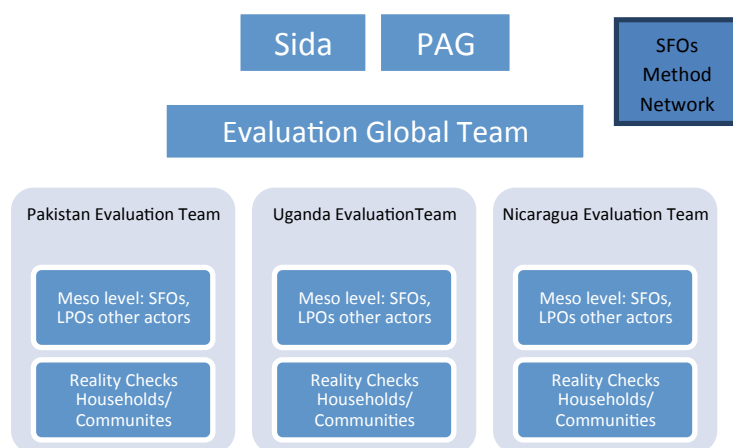 Sida
PAG
SFOs
Method
Network
Evaluation Global Team
Pakistan Evaluation Team
Uganda EvaluationTeam
Nicaragua Evaluation Team
Meso level: SFOs,
LPOs other actors
Meso level: SFOs,
LPOs other actors
Meso level: SFOs,
LPOs other actors
Reality Checks
Households/
Communites
Reality Checks
Households/
Communities
Reality Checks
Households/
Communities